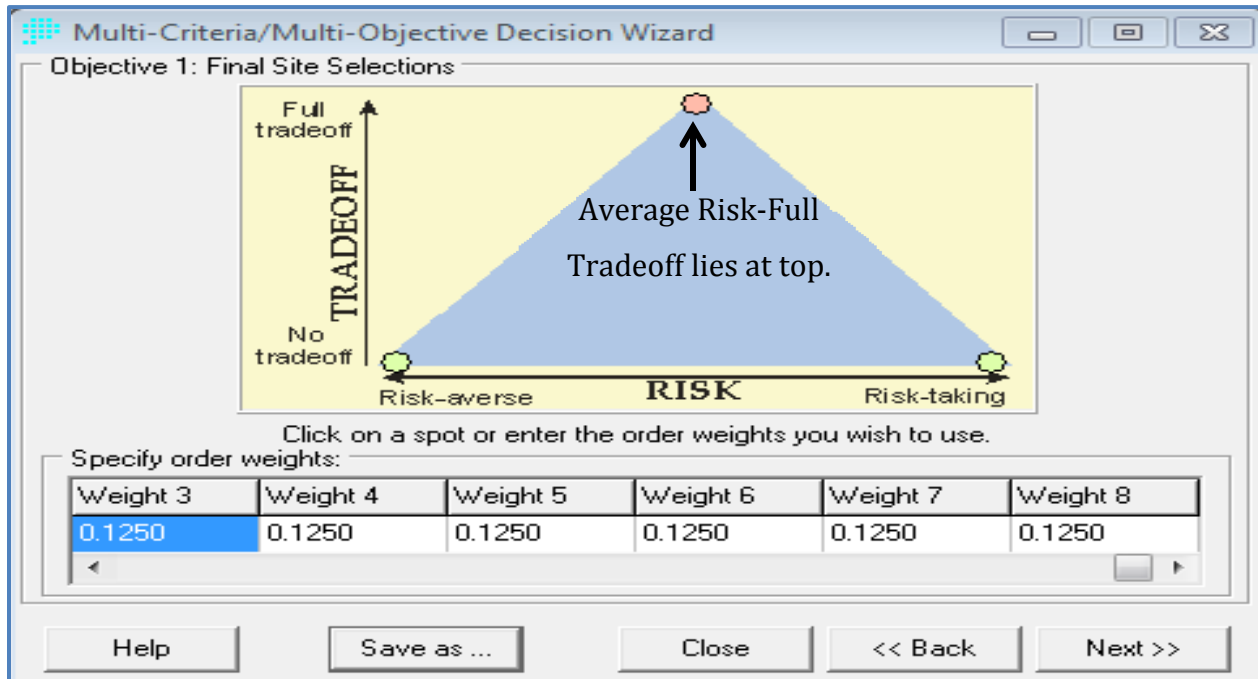 Multi-Criteria/Multi-Objective Decision Wizard
Objective 1: Final Site Selections
Full
tradeoff
TRADEOFF
Average Risk-Full
Tradeoff lies at top.
No
tradeoff
Risk-averse RISK Risk-taking
Click on a spot or enter the order weights you wish to use.
Specify order weights:
Weight 3 Weight 4 Weight 5 Weight 6 Weight 7 Weight 8
0.1250 0.1250 0.1250 0.1250 0.1250 0.1250
Help Save as ... Close << Back Next >>